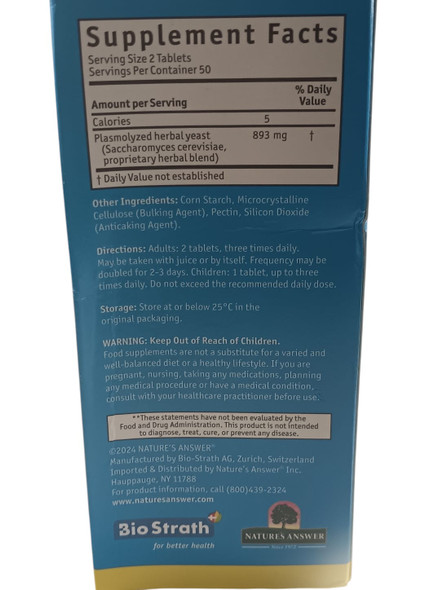 Supplement Facts
Serving Size 2 Tablets
Servings Per Container 50
Amount per Serving % Daily Value
Calories 5
Plasmolyzed herbal yeast 893 mg †
(Saccharomyces cerevisiae,
proprietary herbal blend)
† Daily Value not established
Other Ingredients: Corn Starch, Microcrystalline
Cellulose (Bulking Agent), Pectin, Silicon Dioxide
(Anticaking Agent).
Directions: Adults: 2 tablets, three times daily.
May be taken with juice or by itself. Frequency may be
doubled for 2-3 days. Children: 1 tablet, up to three
times daily. Do not exceed the recommended daily dose.
Storage: Store at or below 25°C in the
original packaging.
WARNING: Keep Out of Reach of Children.
Food supplements are not a substitute for a varied and
well-balanced diet or a healthy lifestyle. If you are
pregnant, nursing, taking any medications, planning
any medical procedure or have a medical condition,
consult with your healthcare practitioner before use.
**These statements have not been evaluated by the
Food and Drug Administration. This product is not intended
to diagnose, treat, cure, or prevent any disease.
©2024 NATURE'S ANSWER®
Manufactured by Bio-Strath AG, Zurich, Switzerland
Imported & Distributed by Nature's Answer® Inc.
Hauppauge, NY 11788
For product information, call (800)439-2324
www.naturesanswer.com
Bio Strath®
for better health
NATURE'S ANSWER
Since 1972